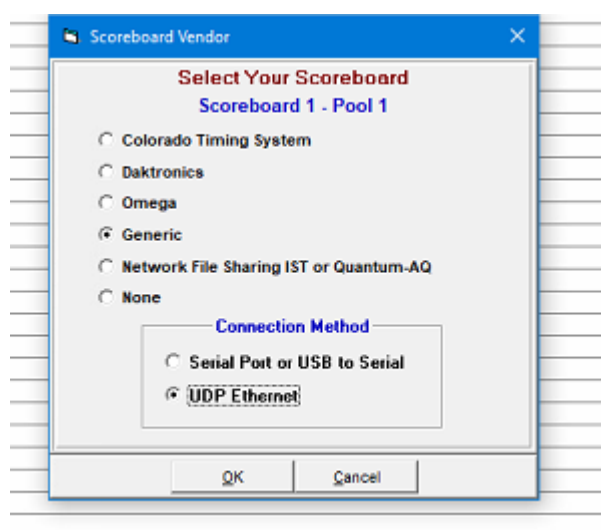 Scoreboard Vendor
Select Your Scoreboard
Scoreboard 1 - Pool 1
Colorado Timing System
Daktronics
Omega
Generic
Network File Sharing IST or Quantum-AQ
None
Connection Method
Serial Port or USB to Serial
UDP Ethernet
OK Cancel